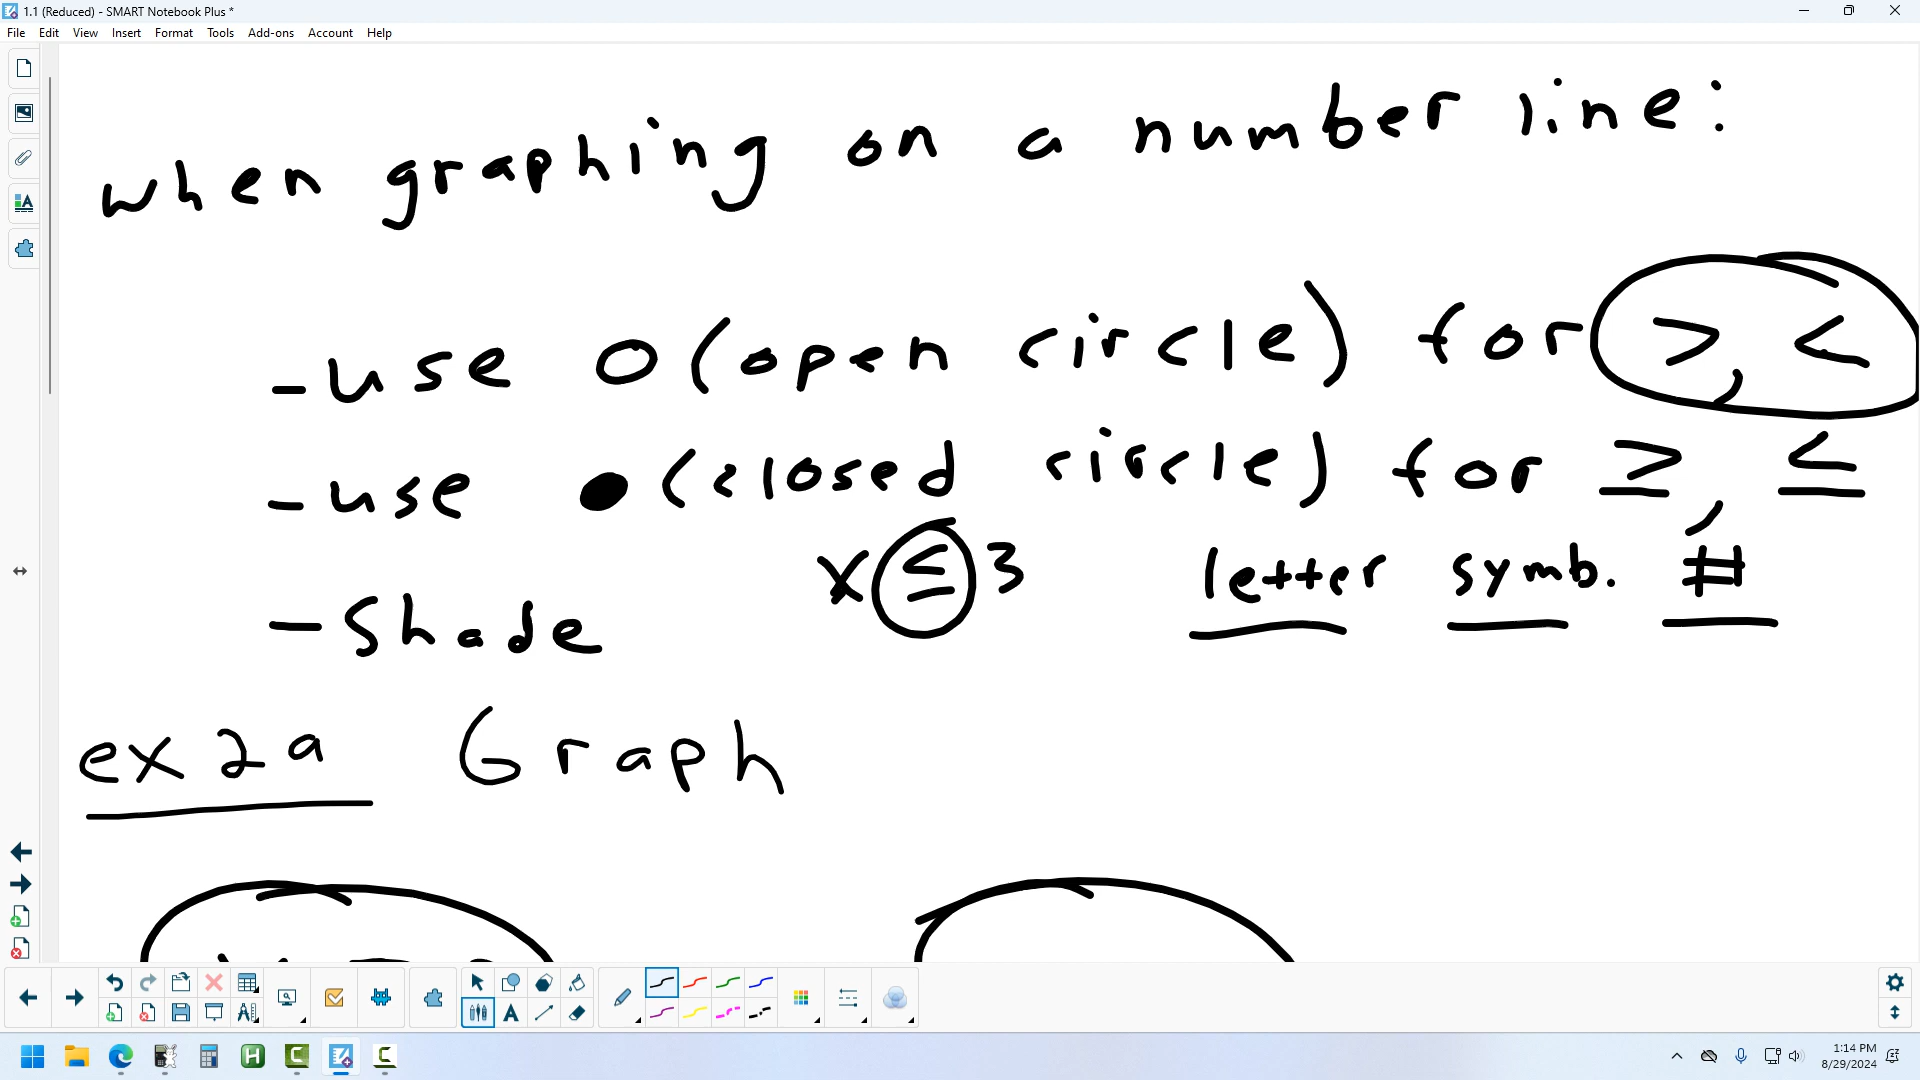 1.1 (Reduced) - SMART Notebook Plus *
File Edit View Insert Format Tools Add-ons Account Help
when graphing on a number line:
-use O (open circle) for >, <
-use ● (closed circle) for ≥, ≤
x ≤ 3 letter symb. #
-Shade
ex 2a Graph
1:14 PM
8/29/2024